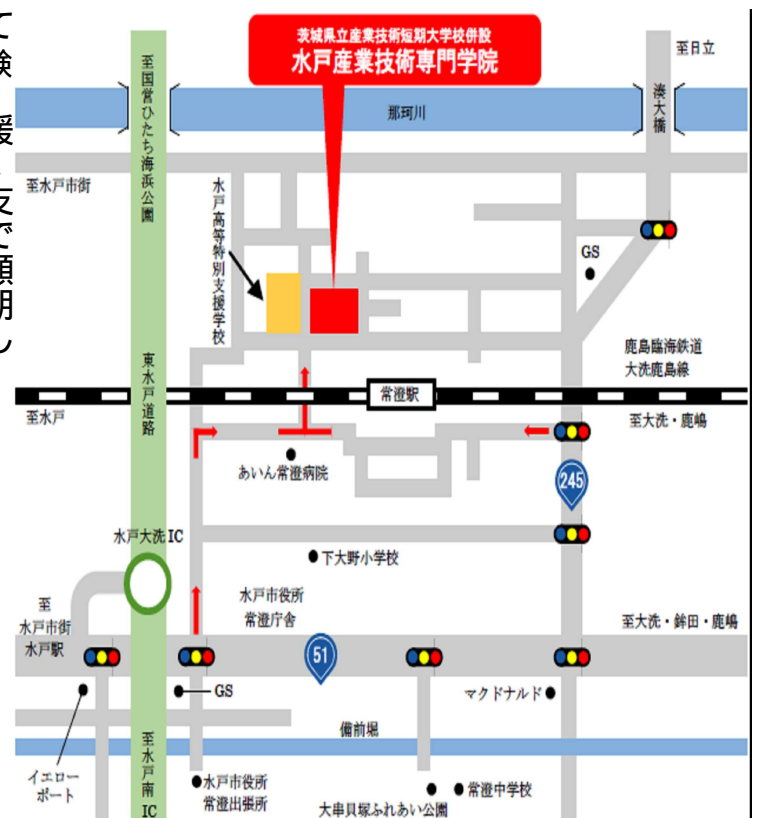 て
検
援
支
で
願
期
し
茨城県立産業技術短期大学校併設
水戸産業技術専門学院
至日立
至国営ひたち海浜公園
那珂川
湊大橋
至水戸市街
水戸高等特別支援学校
GS
鹿島臨海鉄道
大洗鹿島線
東水戸道路
常澄駅
至水戸
至大洗・鹿嶋
あいん常澄病院
245
水戸大洗IC
下大野小学校
至
水戸市街
水戸駅
水戸市役所
常澄庁舎
至大洗・鉾田・鹿嶋
51
GS
マクドナルド
備前堀
イエロー
ポート
至水戸南IC
水戸市役所
常澄出張所
常澄中学校
大串貝塚ふれあい公園